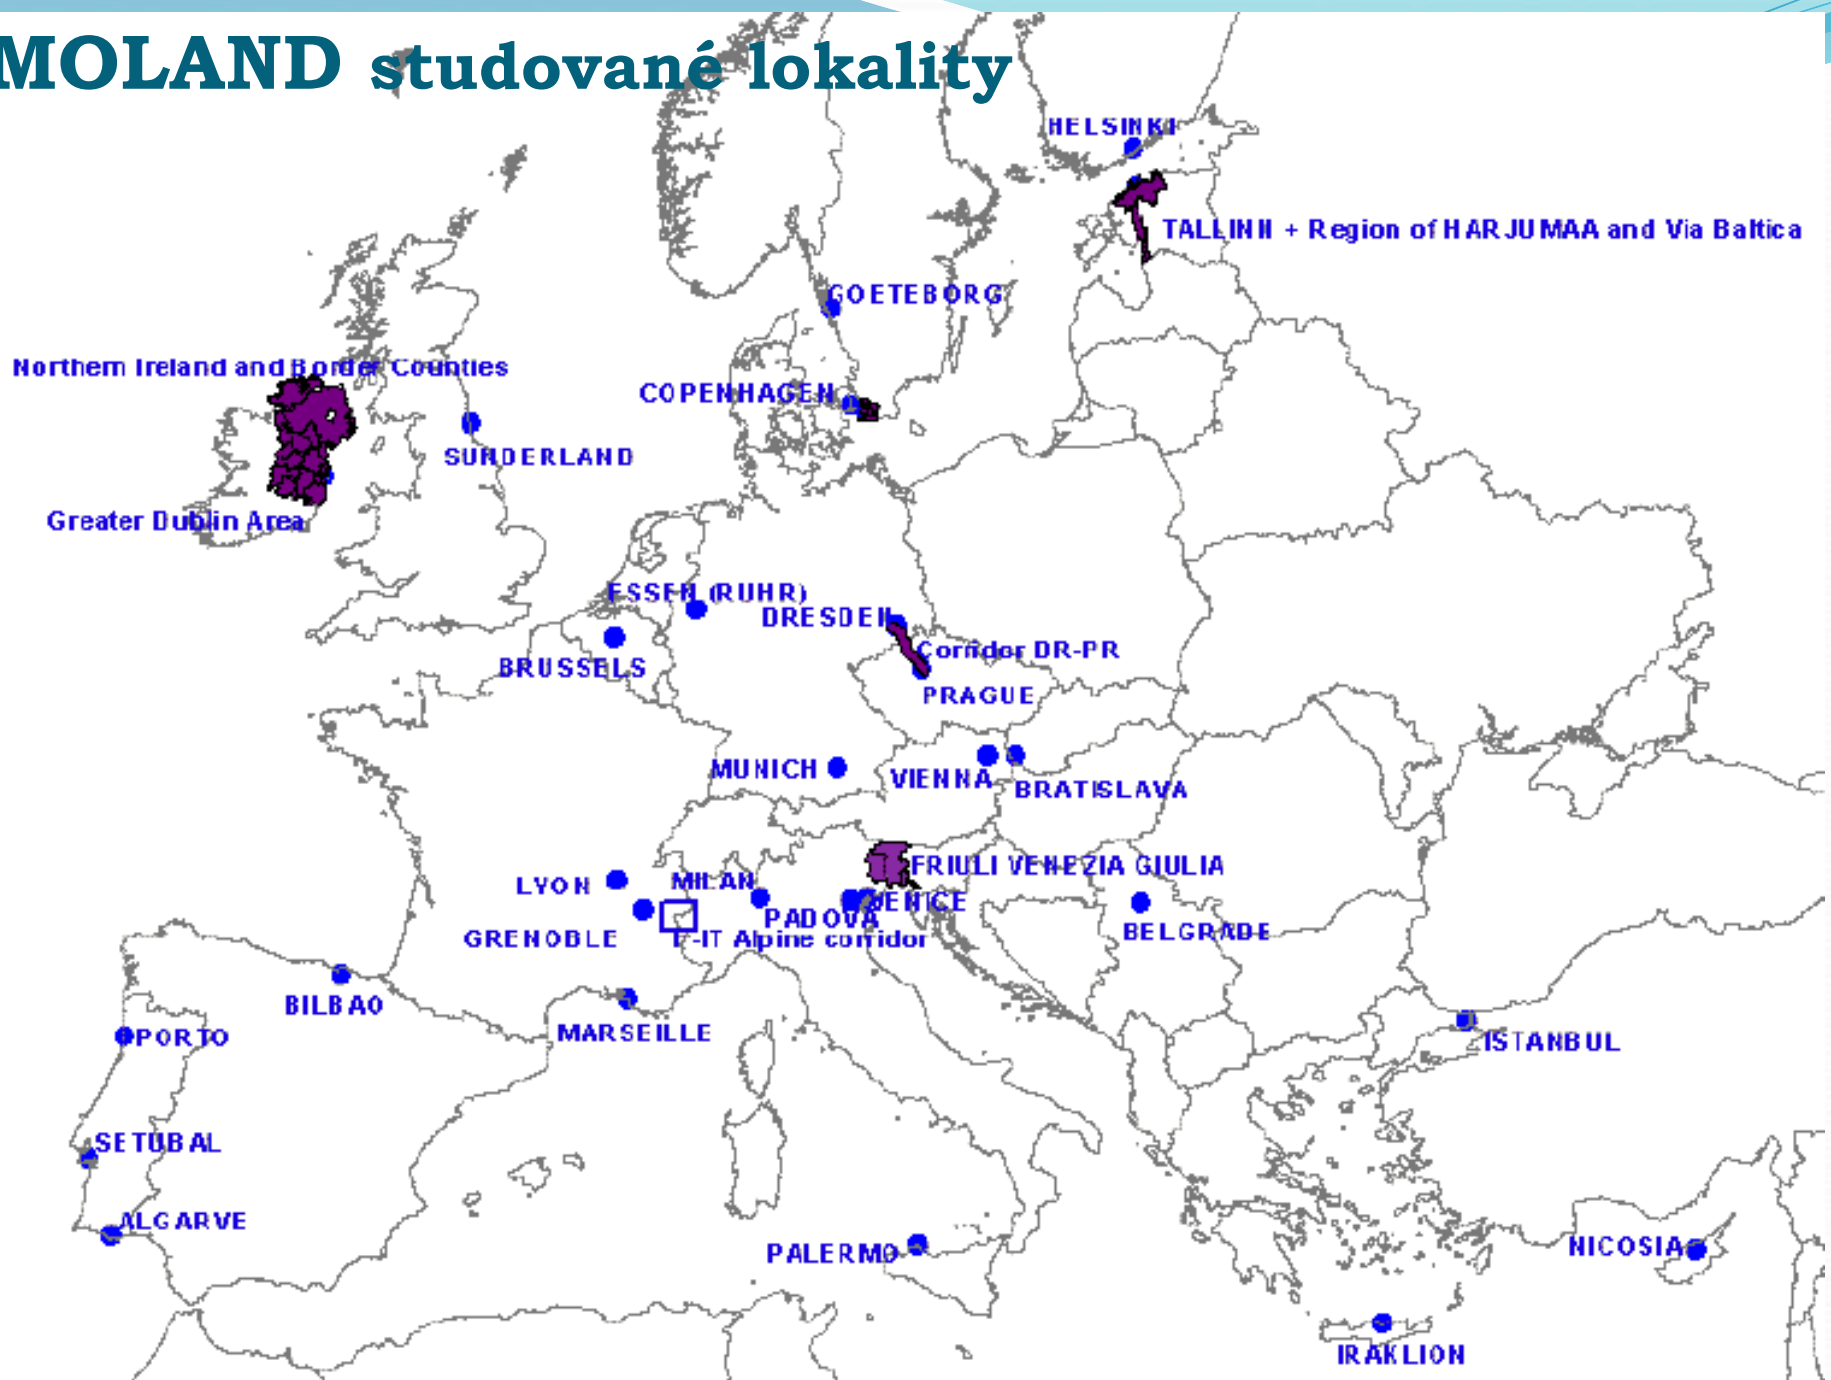 MOLAND studované lokality
HELSINKI
TALLINN + Region of HARJUMAA and Via Baltica
GOETEBORG
Northern Ireland and Border Counties
COPENHAGEN
SUNDERLAND
Greater Dublin Area
ESSEN (RUHR)
DRESDEN
Corridor DR-PR
BRUSSELS
PRAGUE
MUNICH
VIENNA
BRATISLAVA
FRIULI VENEZIA GIULIA
LYON
MILAN
VENICE
PADOVA
BELGRADE
GRENOBLE
F-IT Alpine corridor
BILBAO
MARSEILLE
PORTO
ISTANBUL
SETUBAL
ALGARVE
PALERMO
NICOSIA
IRAKLION